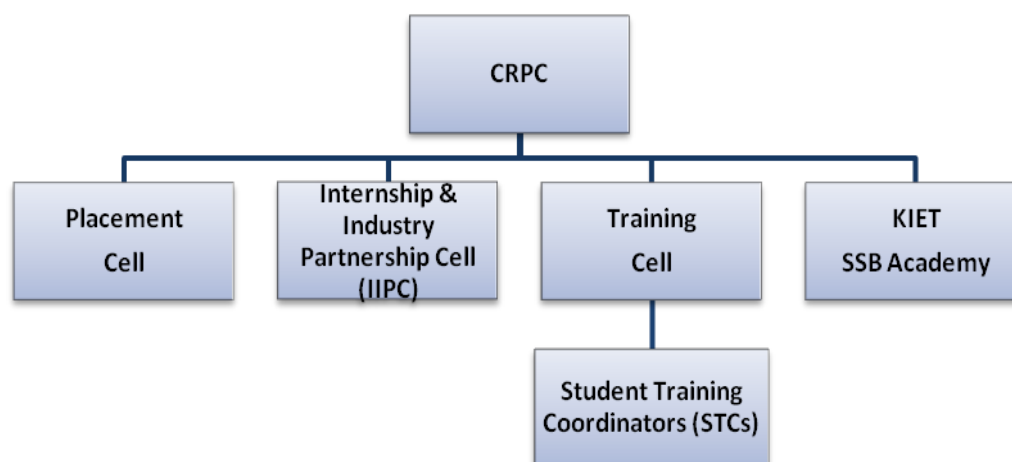 CRPC
Placement
Cell
Internship &
Industry
Partnership Cell
(IIPC)
Training
Cell
KIET
SSB Academy
Student Training
Coordinators (STCs)